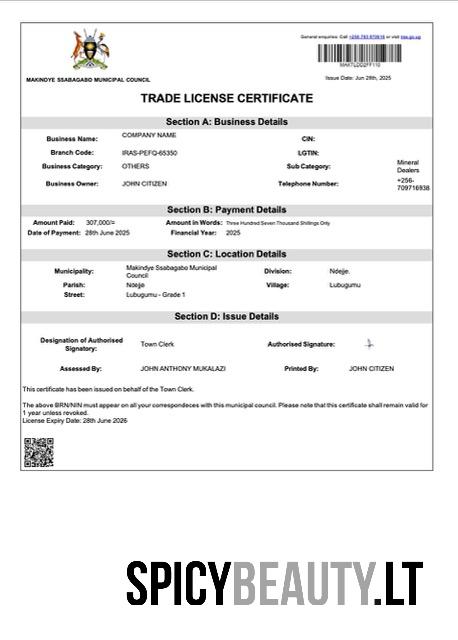 General enquiries: Call +256-783 970616 or visit iras.go.ug
MAKINDYE SSABAGABO MUNICIPAL COUNCIL
Issue Date: Jun 28th, 2025
TRADE LICENSE CERTIFICATE
Section A: Business Details
Business Name: COMPANY NAME CIN:
Branch Code: IRAS-PEFQ-65350 LGTIN:
Business Category: OTHERS Sub Category: Mineral Dealers
Business Owner: JOHN CITIZEN Telephone Number: +256-709716938
Section B: Payment Details
Amount Paid: 307,000/= Amount in Words: Three Hundred Seven Thousand Shillings Only
Date of Payment: 28th June 2025 Financial Year: 2025
Section C: Location Details
Municipality: Makindye Ssabagabo Municipal Council Division: Ndejje.
Parish: Ndejje Village: Lubugumu
Street: Lubugumu - Grade 1
Section D: Issue Details
Designation of Authorised Signatory: Town Clerk Authorised Signature:
Assessed By: JOHN ANTHONY MUKALAZI Printed By: JOHN CITIZEN
This certificate has been issued on behalf of the Town Clerk.
The above BRN/NIN must appear on all your correspondeces with this municipal council. Please note that this certificate shall remain valid for
1 year unless revoked.
License Expiry Date: 28th June 2026
SPICYBEAUTY.LT